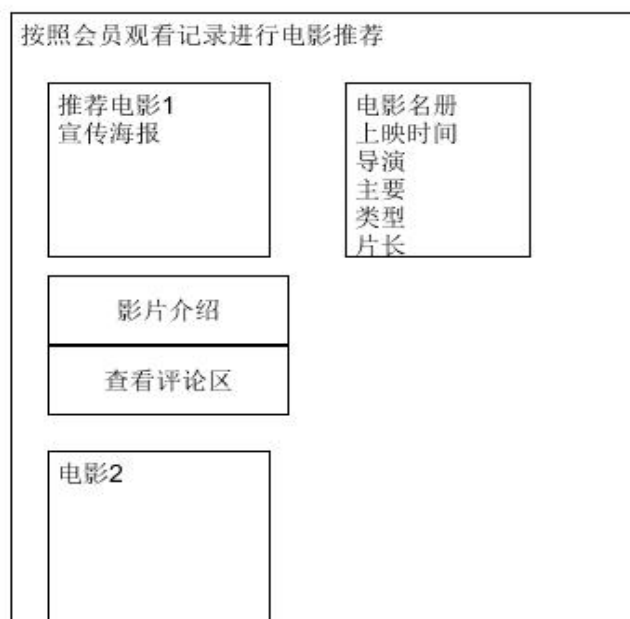 按照会员观看记录进行电影推荐
推荐电影1
宣传海报
电影名册
上映时间
导演
主要
类型
片长
影片介绍
查看评论区
电影2